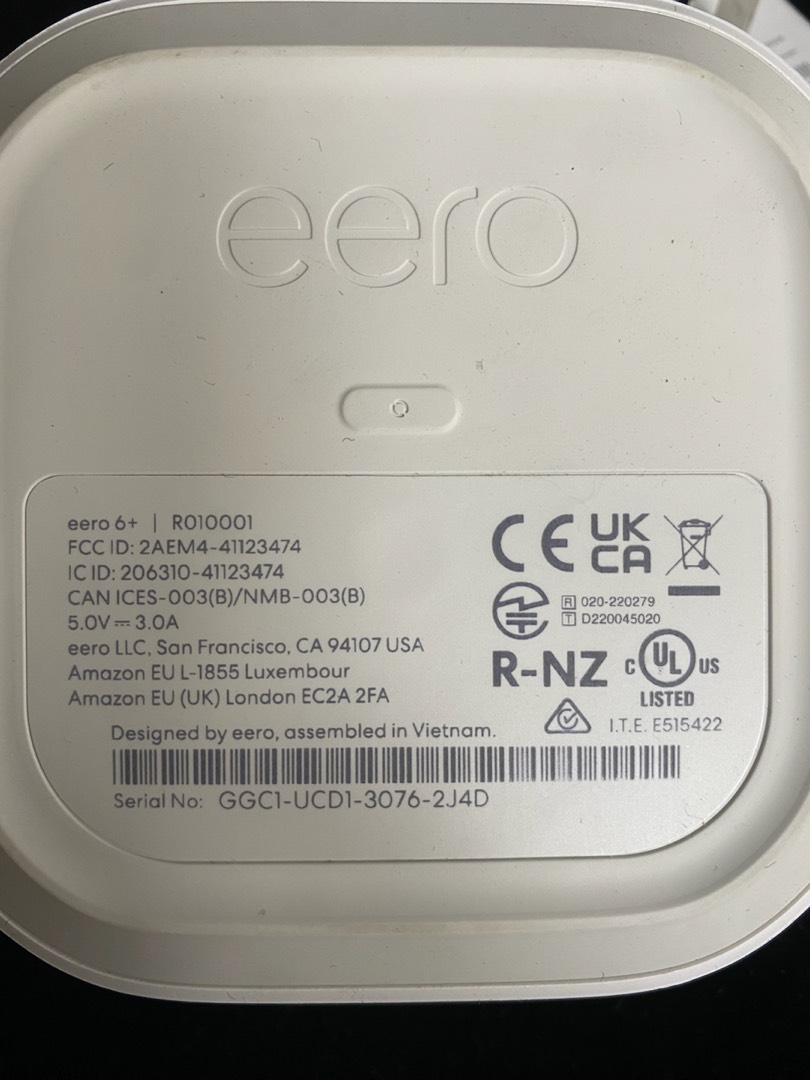 eero
eero 6+ | R010001
FCC ID: 2AEM4-41123474
IC ID: 206310-41123474
CAN ICES-003(B)/NMB-003(B)
5.0V⎓3.0A
eero LLC, San Francisco, CA 94107 USA
Amazon EU L-1855 Luxembour
Amazon EU (UK) London EC2A 2FA
CE UK CA
R 020-220279
T D220045020
R-NZ
C UL US
LISTED
I.T.E. E515422
Designed by eero, assembled in Vietnam.
Serial No: GGC1-UCD1-3076-2J4D